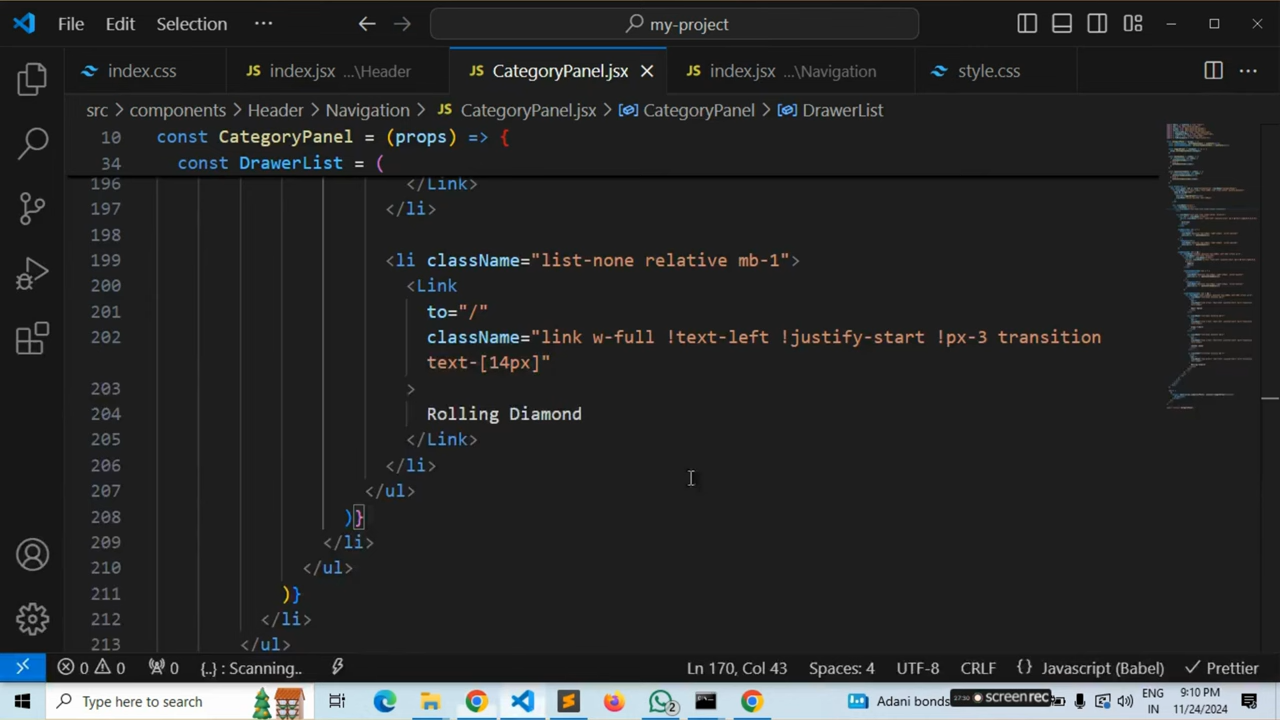 File Edit Selection ··· my-project
index.css JS index.jsx ...\Header JS CategoryPanel.jsx JS index.jsx ...\Navigation style.css
src > components > Header > Navigation > JS CategoryPanel.jsx > CategoryPanel > DrawerList
10 const CategoryPanel = (props) => {
34 const DrawerList = (
196 </Link>
197 </li>
198
199 <li className="list-none relative mb-1">
200 <Link
201 to="/"
202 className="link w-full !text-left !justify-start !px-3 transition
text-[14px]"
203 >
204 Rolling Diamond
205 </Link>
206 </li>
207 </ul>
208 )}
209 </li>
210 </ul>
211 )}
212 </li>
213 </ul>
0 0 0 {..} : Scanning.. Ln 170, Col 43 Spaces: 4 UTF-8 CRLF {} Javascript (Babel) Prettier
Type here to search 2 Adani bonds screen rec ENG
IN 9:10 PM
11/24/2024